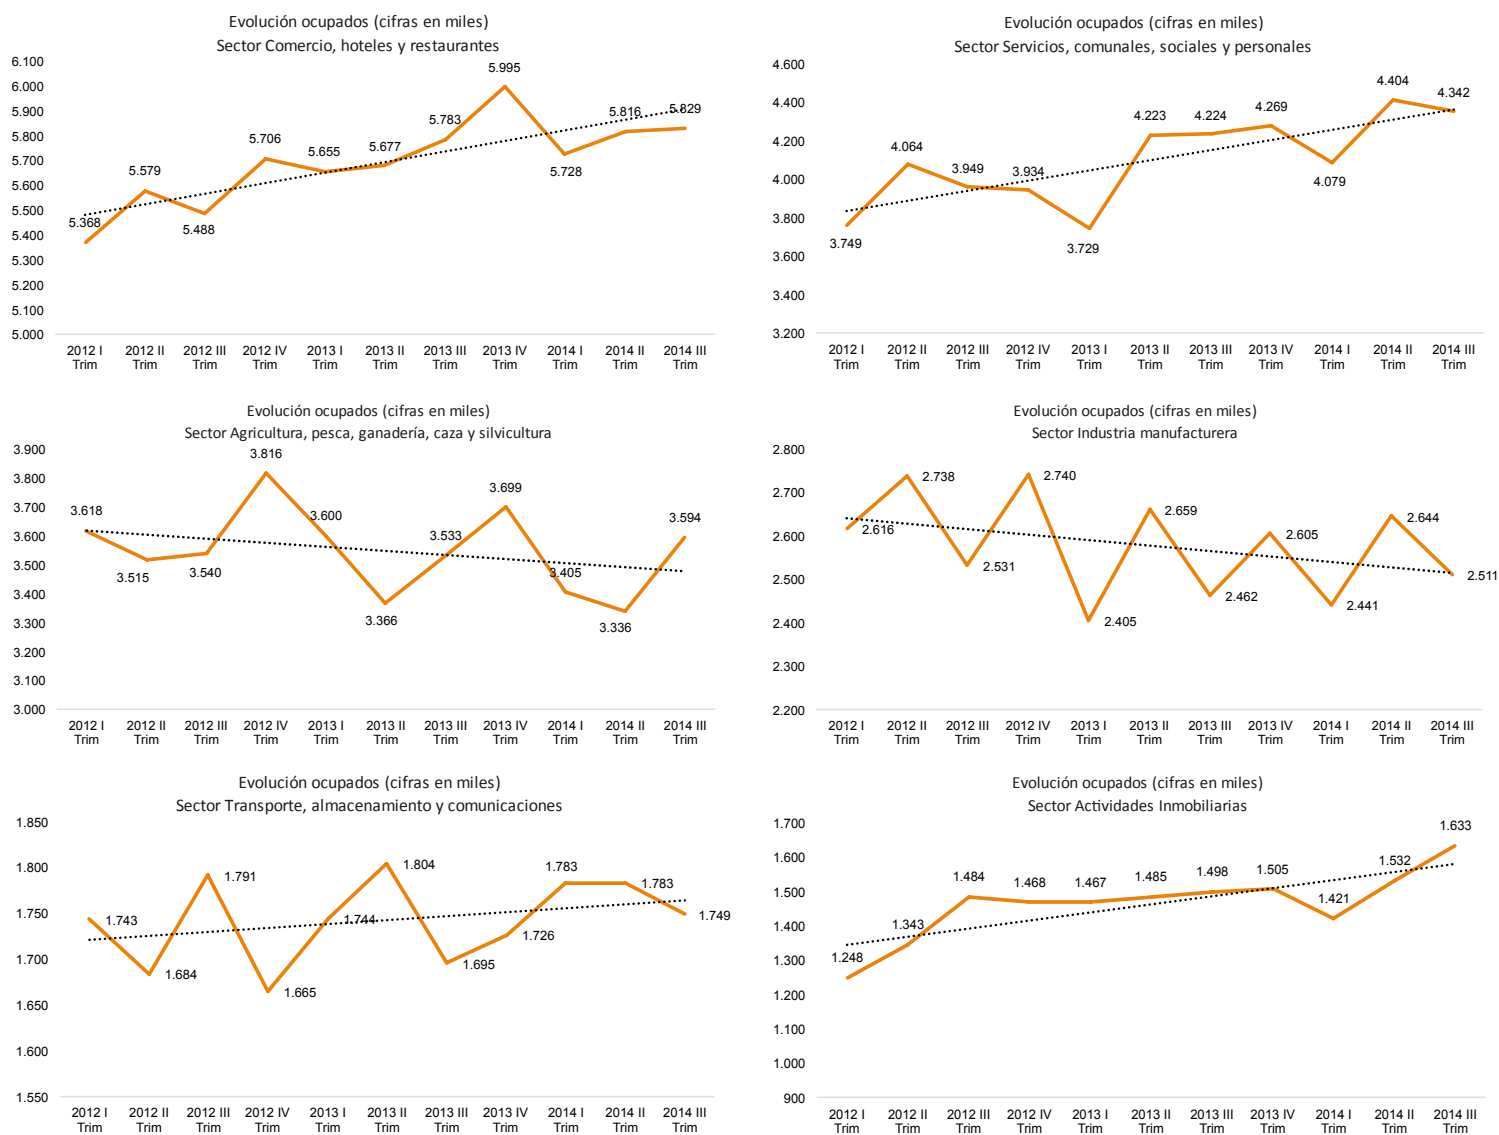 Evolución ocupados (cifras en miles)
Sector Comercio, hoteles y restaurantes
6.100
6.000
5.900
5.800
5.700
5.600
5.500
5.400
5.300
5.200
5.100
5.000
5.368
5.579
5.488
5.706
5.655
5.677
5.783
5.995
5.728
5.816
5.829
2012 I Trim
2012 II Trim
2012 III Trim
2012 IV Trim
2013 I Trim
2013 II Trim
2013 III Trim
2013 IV Trim
2014 I Trim
2014 II Trim
2014 III Trim
Evolución ocupados (cifras en miles)
Sector Servicios, comunales, sociales y personales
4.600
4.400
4.200
4.000
3.800
3.600
3.400
3.200
3.749
4.064
3.949
3.934
3.729
4.223
4.224
4.269
4.079
4.404
4.342
2012 I Trim
2012 II Trim
2012 III Trim
2012 IV Trim
2013 I Trim
2013 II Trim
2013 III Trim
2013 IV Trim
2014 I Trim
2014 II Trim
2014 III Trim
Evolución ocupados (cifras en miles)
Sector Agricultura, pesca, ganadería, caza y silvicultura
3.900
3.800
3.700
3.600
3.500
3.400
3.300
3.200
3.100
3.000
3.618
3.515
3.540
3.816
3.600
3.366
3.533
3.699
3.405
3.336
3.594
2012 I Trim
2012 II Trim
2012 III Trim
2012 IV Trim
2013 I Trim
2013 II Trim
2013 III Trim
2013 IV Trim
2014 I Trim
2014 II Trim
2014 III Trim
Evolución ocupados (cifras en miles)
Sector Industria manufacturera
2.800
2.700
2.600
2.500
2.400
2.300
2.200
2.616
2.738
2.531
2.740
2.405
2.659
2.462
2.605
2.441
2.644
2.511
2012 I Trim
2012 II Trim
2012 III Trim
2012 IV Trim
2013 I Trim
2013 II Trim
2013 III Trim
2013 IV Trim
2014 I Trim
2014 II Trim
2014 III Trim
Evolución ocupados (cifras en miles)
Sector Transporte, almacenamiento y comunicaciones
1.850
1.800
1.750
1.700
1.650
1.600
1.550
1.743
1.684
1.791
1.665
1.744
1.804
1.695
1.726
1.783
1.783
1.749
2012 I Trim
2012 II Trim
2012 III Trim
2012 IV Trim
2013 I Trim
2013 II Trim
2013 III Trim
2013 IV Trim
2014 I Trim
2014 II Trim
2014 III Trim
Evolución ocupados (cifras en miles)
Sector Actividades Inmobiliarias
1.700
1.600
1.500
1.400
1.300
1.200
1.100
1.000
900
1.248
1.343
1.484
1.468
1.467
1.485
1.498
1.505
1.421
1.532
1.633
2012 I Trim
2012 II Trim
2012 III Trim
2012 IV Trim
2013 I Trim
2013 II Trim
2013 III Trim
2013 IV Trim
2014 I Trim
2014 II Trim
2014 III Trim